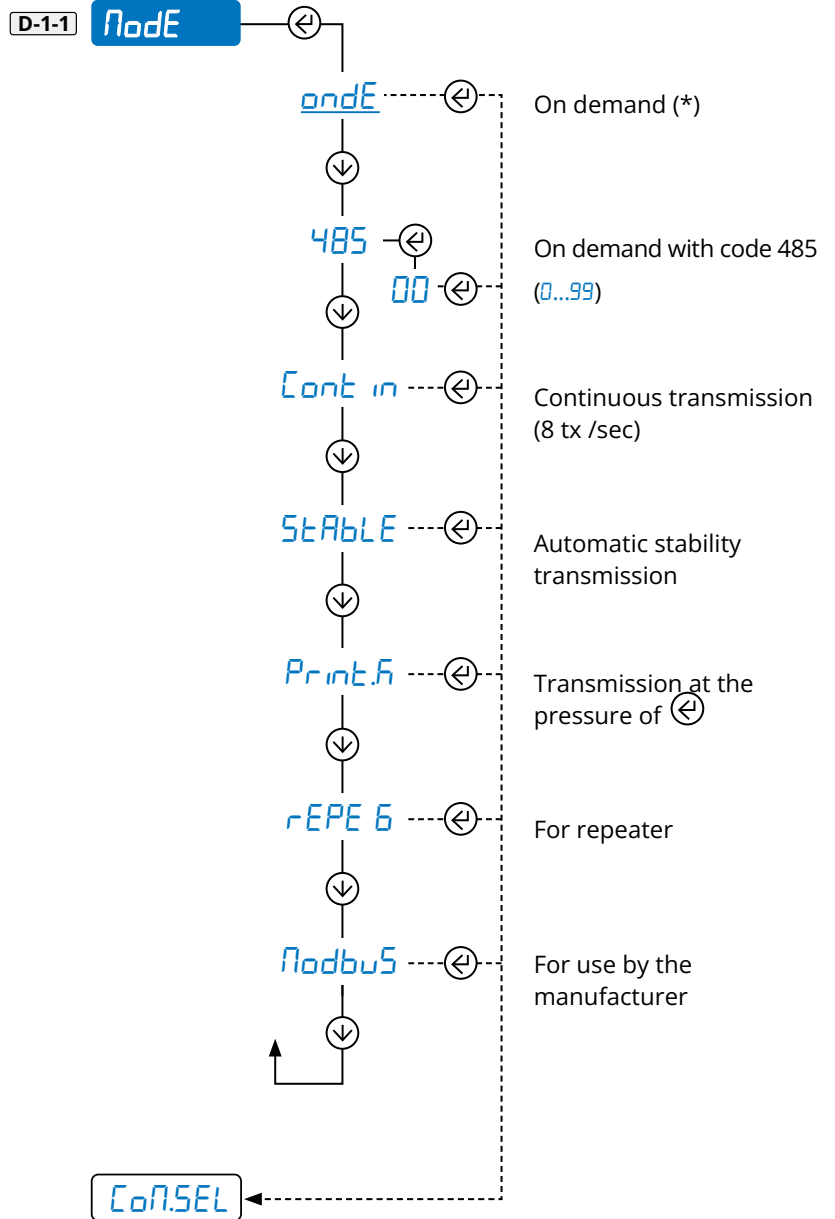 D-1-1 ModE
ondE On demand (*)
485 On demand with code 485
00 (0...99)
Cont in Continuous transmission
(8 tx /sec)
StAbLE Automatic stability
transmission
Print.M Transmission at the
pressure of
rEPE 6 For repeater
ModbuS For use by the
manufacturer
CoM.SEL